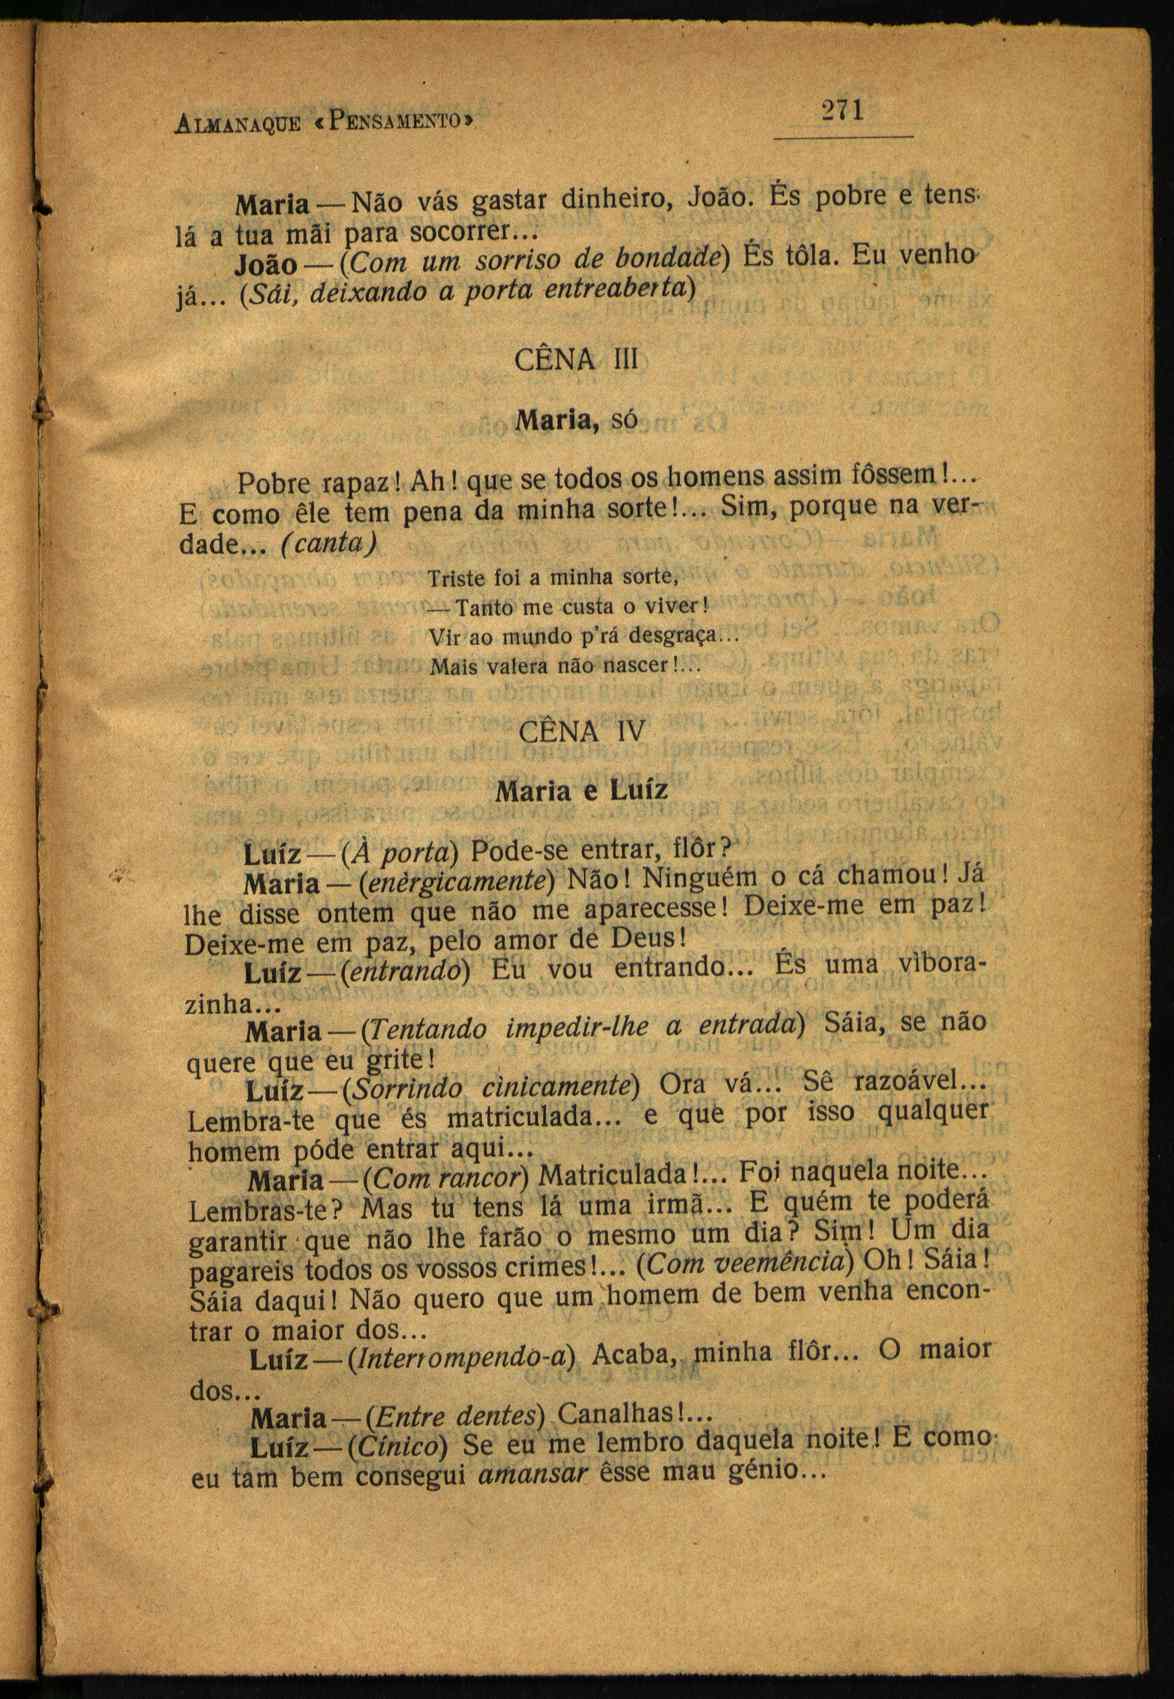 ALMANAQUE «PENSAMENTO» 271
Maria — Não vás gastar dinheiro, João. És pobre e tens
lá a tua mãi para socorrer...
João — (Com um sorriso de bondade) És tôla. Eu venho
já... (Sái, deixando a porta entreaberta)
CÊNA III
Maria, só
Pobre rapaz! Ah! que se todos os homens assim fôssem!...
E como êle tem pena da minha sorte!... Sim, porque na ver-
dade... (canta)
Triste foi a minha sorte,
— Tanto me custa o viver!
Vir ao mundo p'rá desgraça...
Mais valera não nascer!...
CÊNA IV
Maria e Luíz
Luíz — (À porta) Pode-se entrar, flôr?
Maria — (enèrgicamente) Não! Ninguém o cá chamou! Já
lhe disse ontem que não me aparecesse! Deixe-me em paz!
Deixe-me em paz, pelo amor de Deus!
Luíz — (entrando) Eu vou entrando... És uma vìbora-
zinha...
Maria — (Tentando impedir-lhe a entrada) Sáia, se não
quere que eu grite!
Luíz — (Sorrindo cìnicamente) Ora vá... Sê razoável...
Lembra-te que és matriculada... e que por isso qualquer
homem póde entrar aqui...
Maria — (Com rancor) Matriculada!... Foi naquela noite...
Lembras-te? Mas tu tens lá uma irmã... E quém te poderá
garantir que não lhe farão o mesmo um dia? Sim! Um dia
pagareis todos os vossos crimes!... (Com veemência) Oh! Sáia!
Sáia daqui! Não quero que um homem de bem venha encon-
trar o maior dos...
Luíz — (Interrompendo-a) Acaba, minha flôr... O maior
dos...
Maria — (Entre dentes) Canalhas!...
Luíz — (Cínico) Se eu me lembro daquela noite! E como
eu tam bem consegui amansar êsse mau génio...